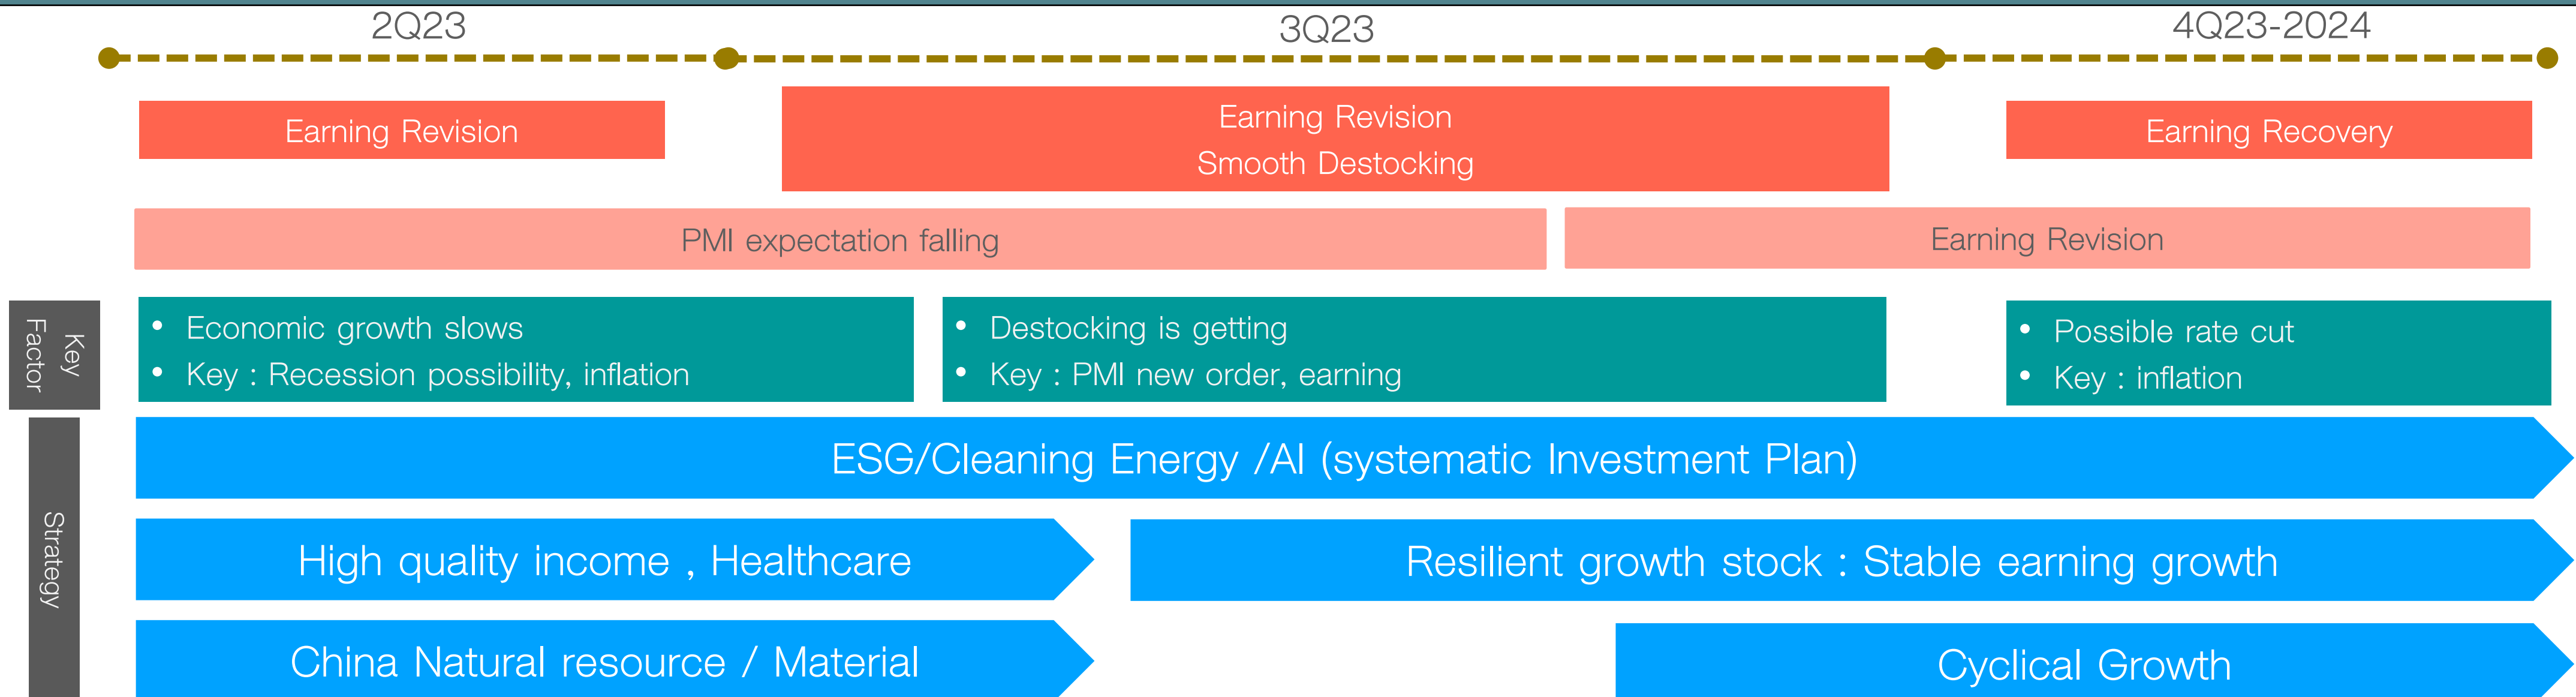 2Q23
3Q23
4Q23-2024
Earning Revision
Earning Revision
Smooth Destocking
Earning Recovery
PMI expectation falling
Earning Revision
Key
Factor
• Economic growth slows
• Key : Recession possibility, inflation
• Destocking is getting
• Key : PMI new order, earning
• Possible rate cut
• Key : inflation
Strategy
ESG/Cleaning Energy /AI (systematic Investment Plan)
High quality income , Healthcare
Resilient growth stock : Stable earning growth
China Natural resource / Material
Cyclical Growth